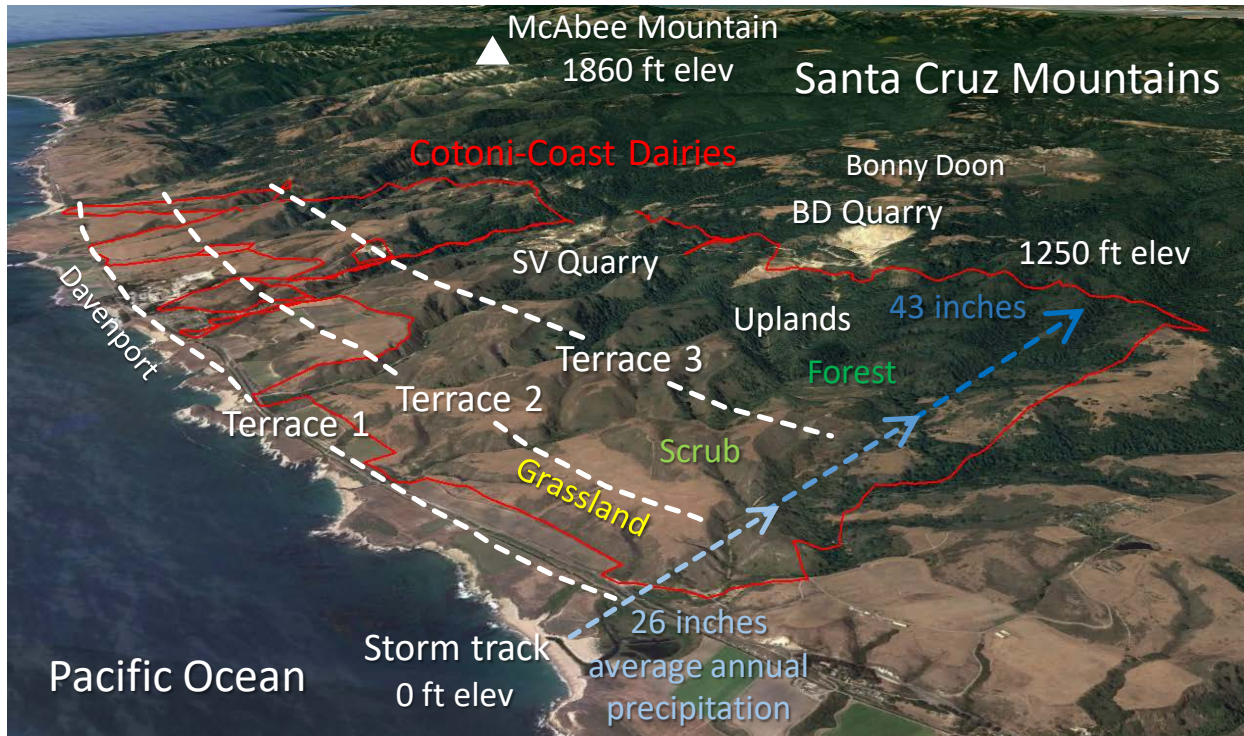 McAbee Mountain
1860 ft elev
Santa Cruz Mountains
Cotoni-Coast Dairies
Bonny Doon
BD Quarry
SV Quarry
1250 ft elev
Uplands
43 inches
Davenport
Terrace 3
Forest
Terrace 2
Terrace 1
Scrub
Grassland
Storm track
0 ft elev
26 inches
average annual
precipitation
Pacific Ocean